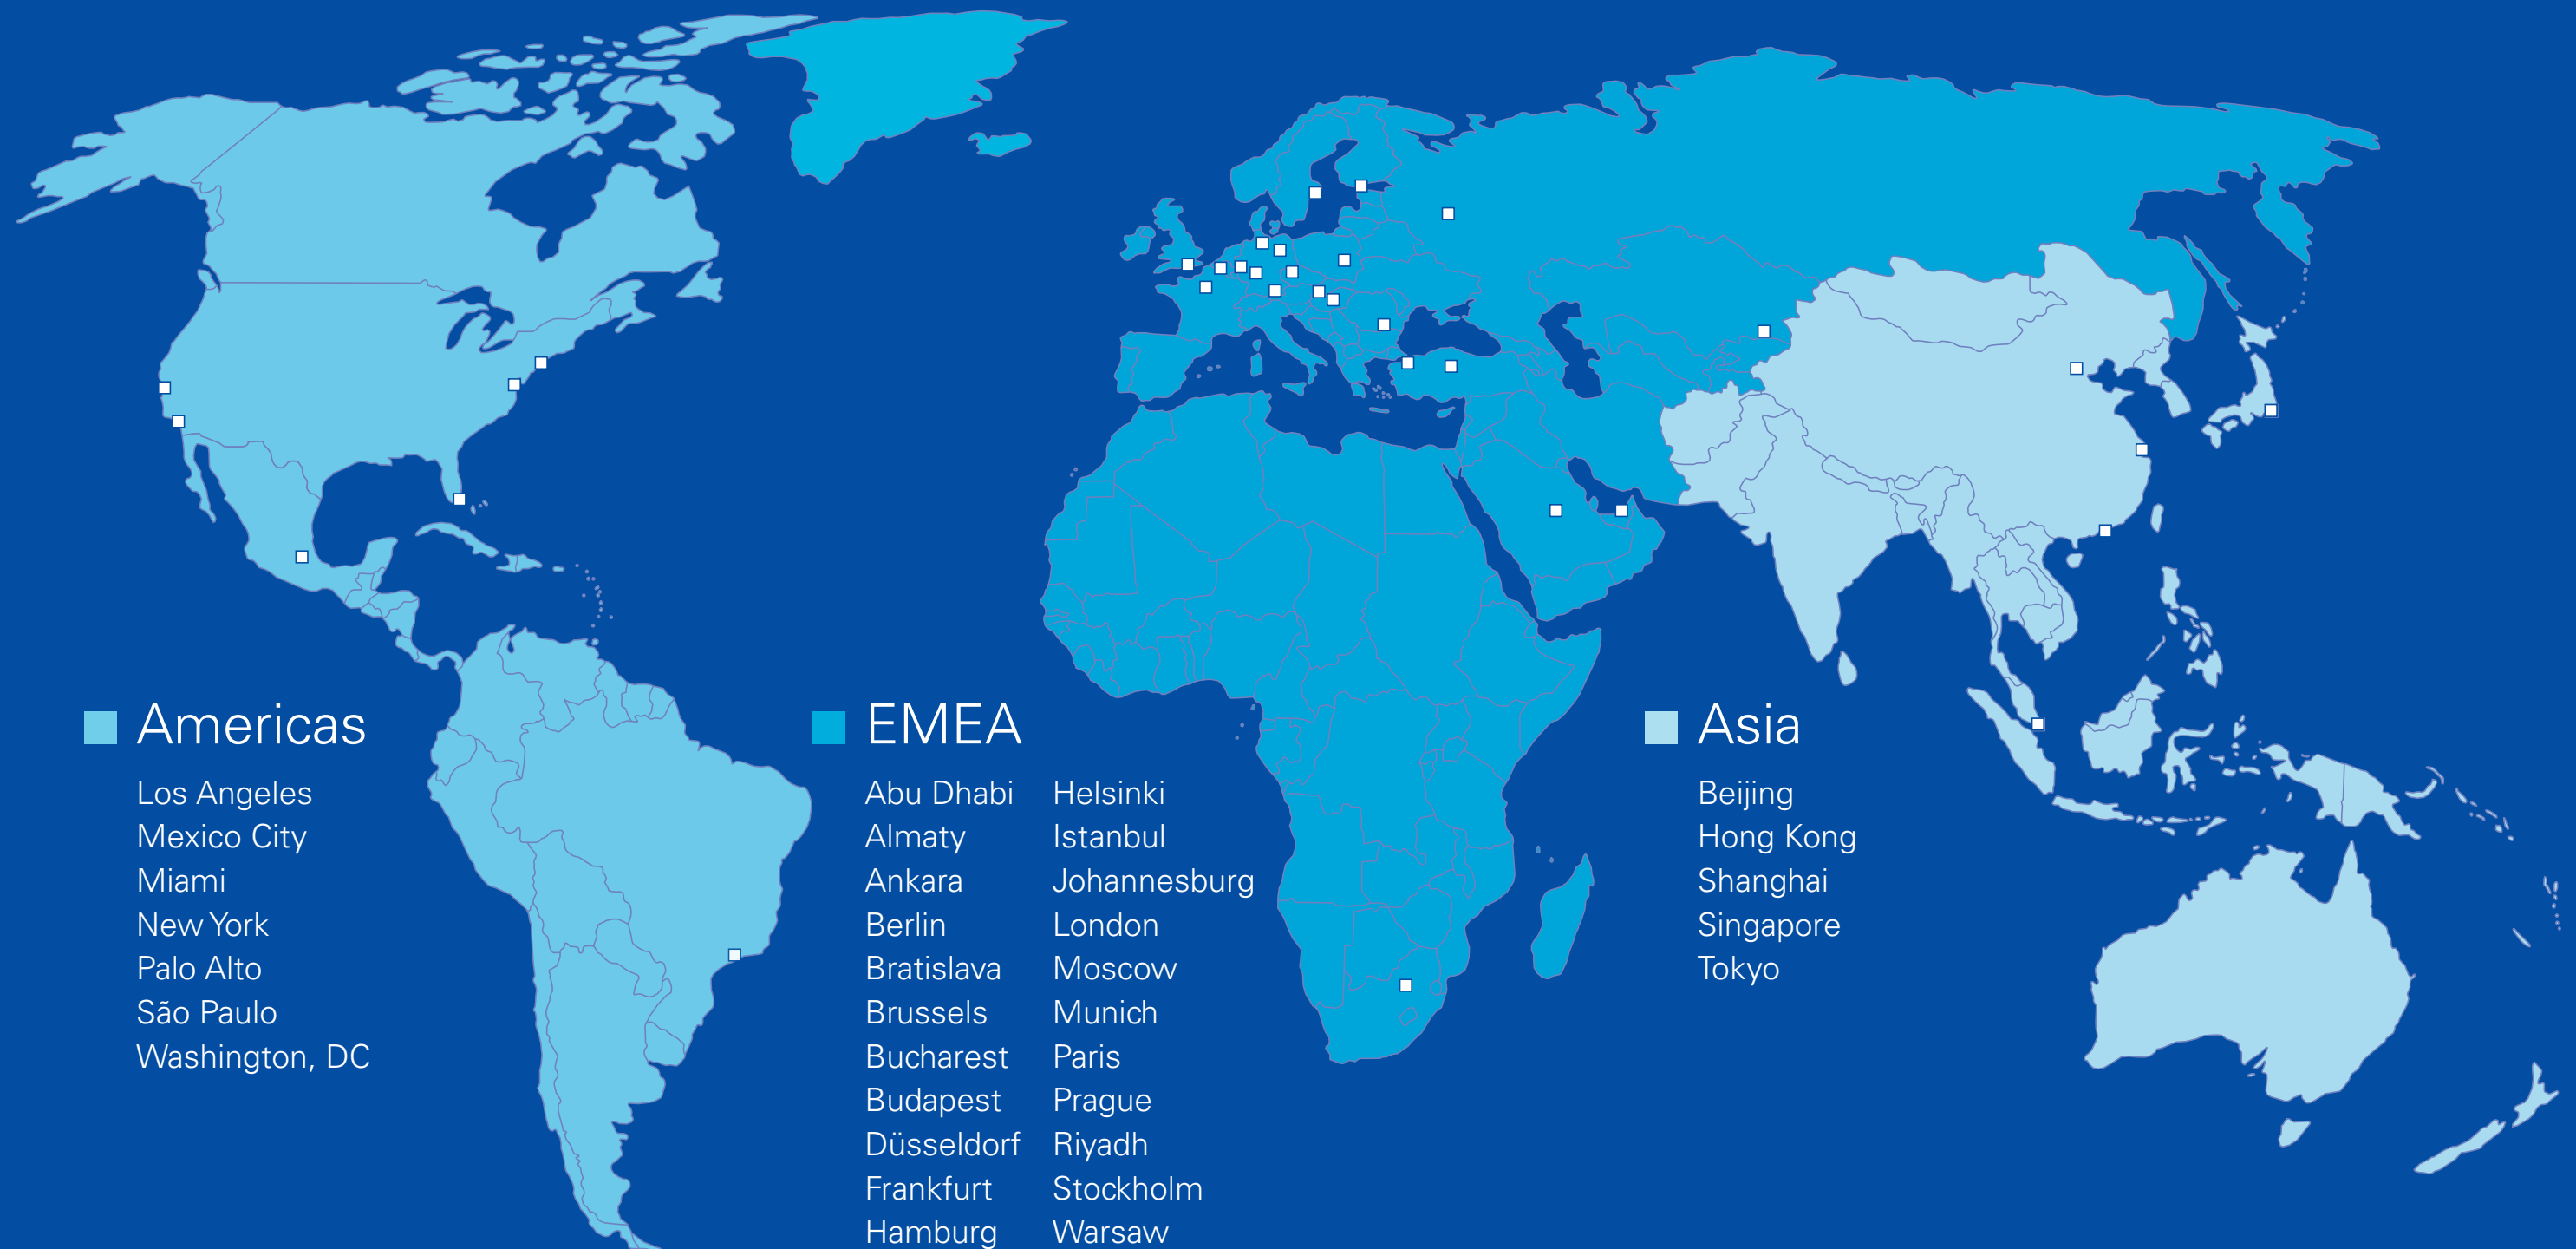 Americas
Los Angeles
Mexico City
Miami
New York
Palo Alto
São Paulo
Washington, DC
EMEA
Abu Dhabi
Almaty
Ankara
Berlin
Bratislava
Brussels
Bucharest
Budapest
Düsseldorf
Frankfurt
Hamburg
Helsinki
Istanbul
Johannesburg
London
Moscow
Munich
Paris
Prague
Riyadh
Stockholm
Warsaw
Asia
Beijing
Hong Kong
Shanghai
Singapore
Tokyo